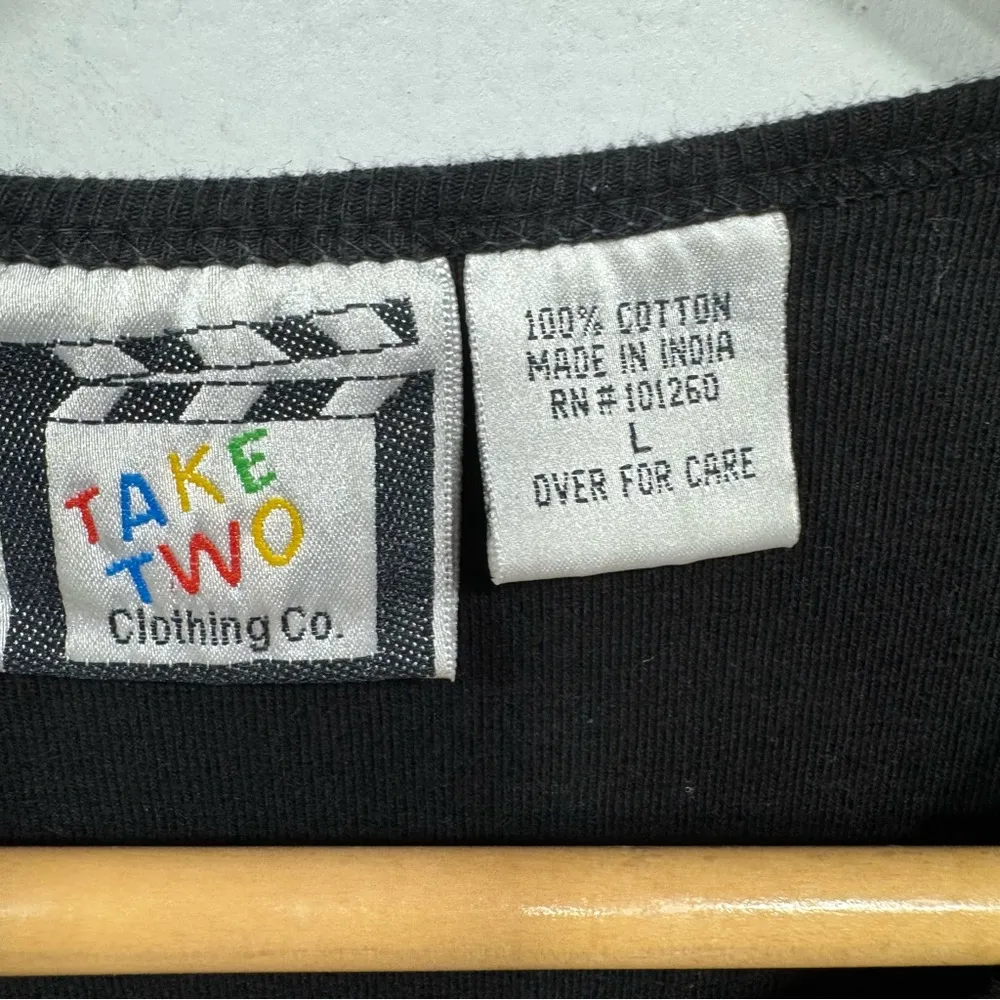 TAKE
TWO
Clothing Co.
100% COTTON
MADE IN INDIA
RN # 101260
L
OVER FOR CARE